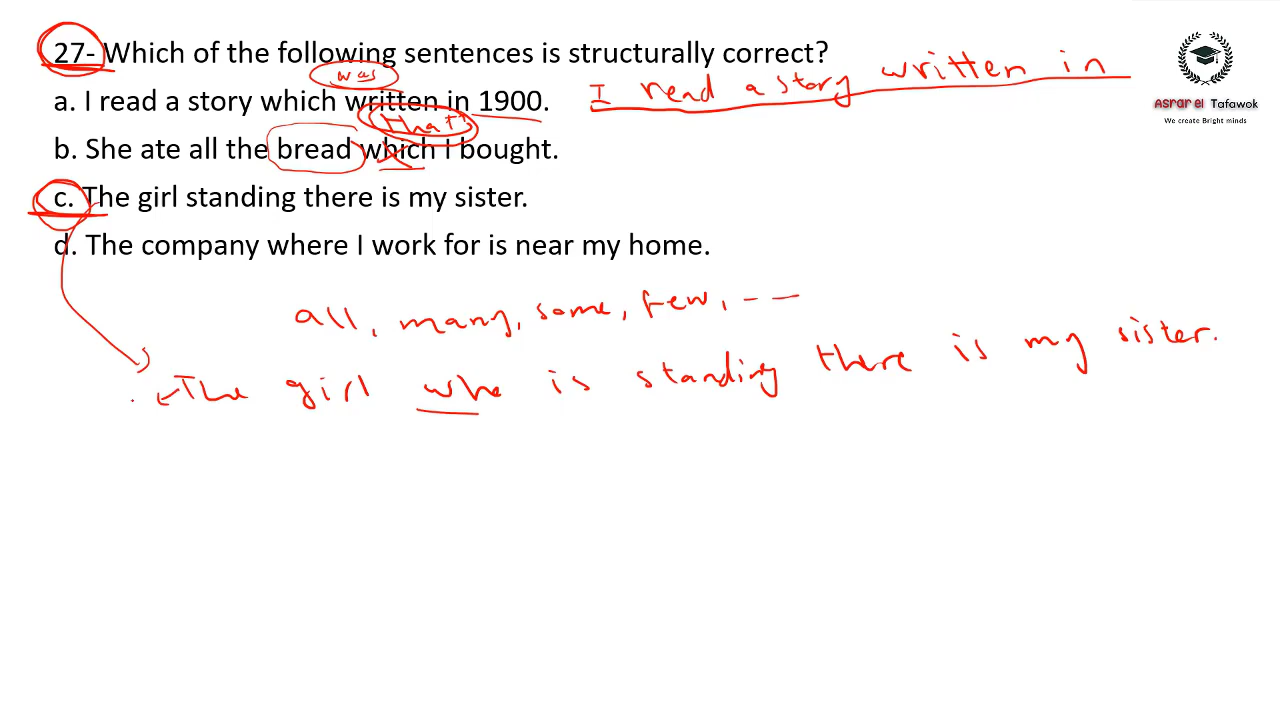 27- Which of the following sentences is structurally correct?
was
I read a story written in
a. I read a story which written in 1900.
that
b. She ate all the bread which I bought.
c. The girl standing there is my sister.
d. The company where I work for is near my home.
all, many, some, few, - -
The girl who is standing there is my sister.
Asrar el Tafawok
We create Bright minds